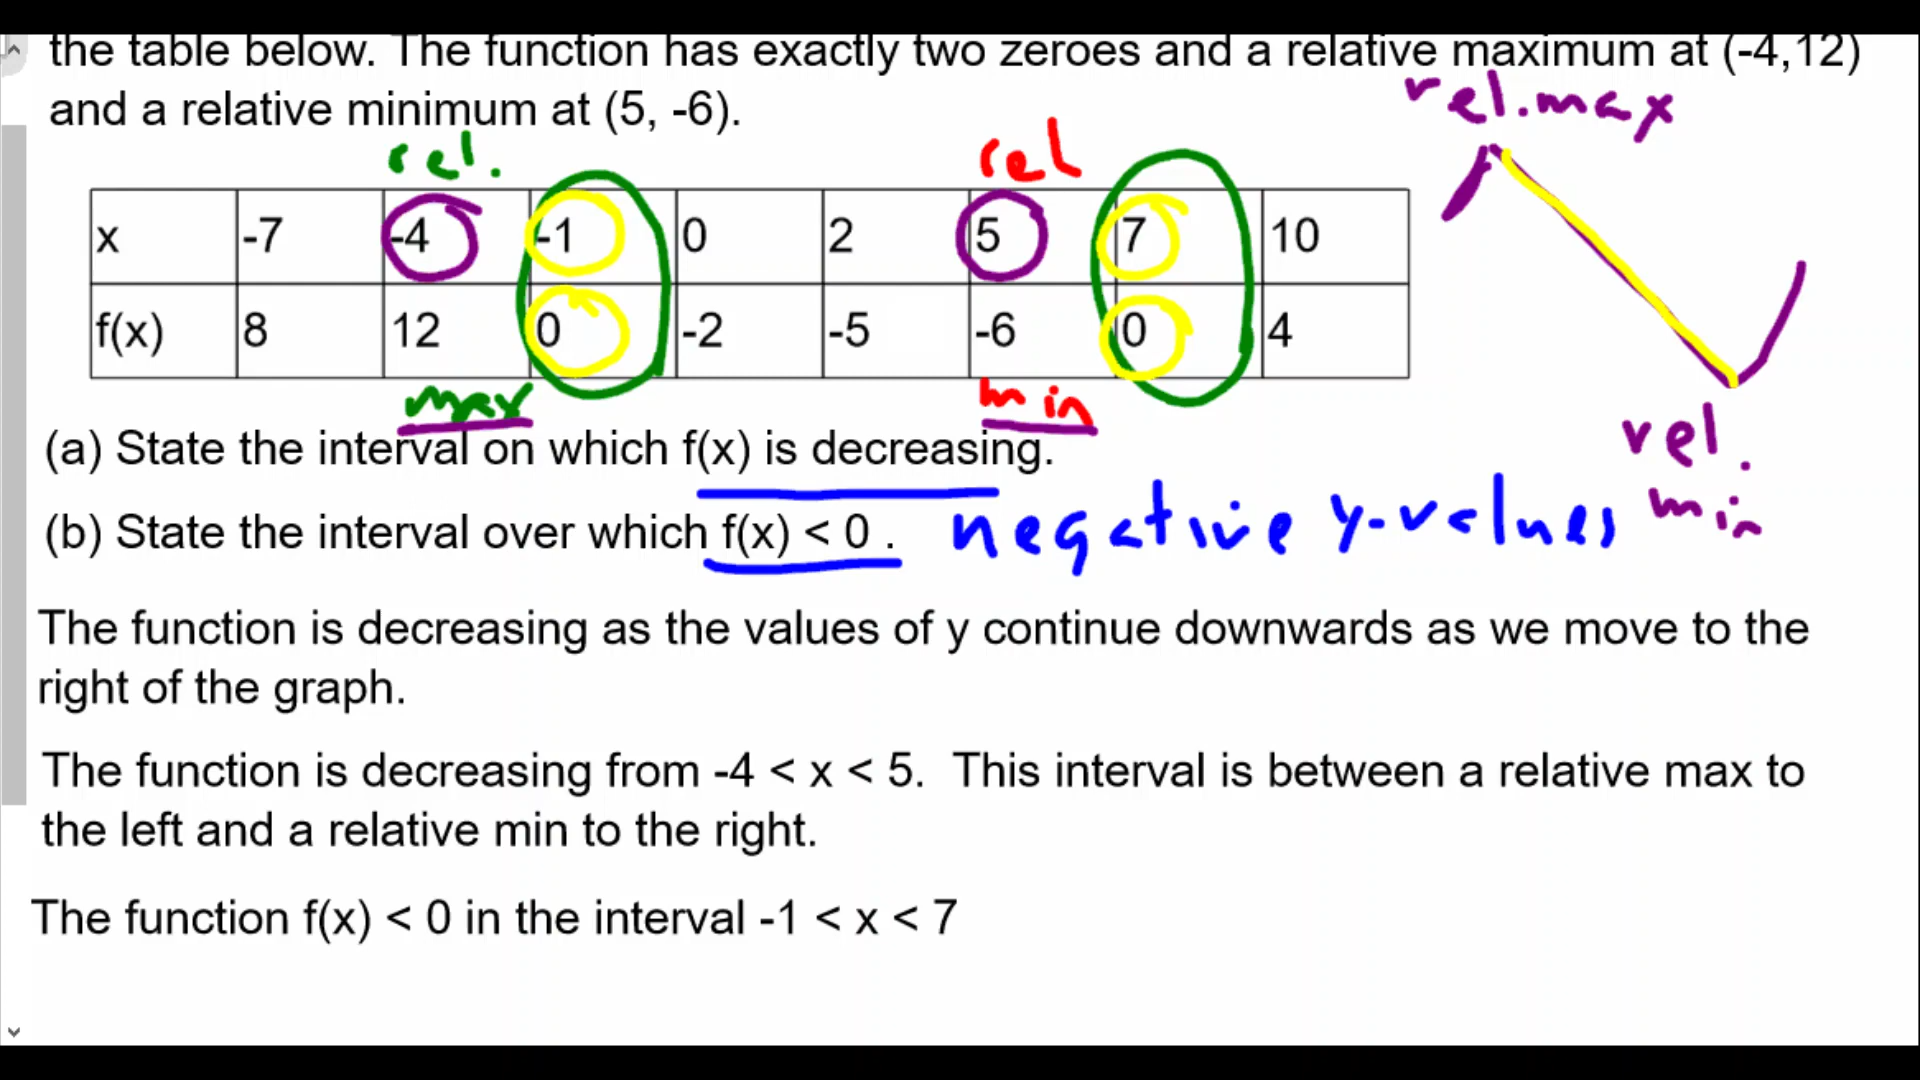 the table below. The function has exactly two zeroes and a relative maximum at (-4,12)
and a relative minimum at (5, -6).
rel.max
rel.
rel
x -7 -4 -1 0 2 5 7 10
f(x) 8 12 0 -2 -5 -6 0 4
max
min
rel.
min
(a) State the interval on which f(x) is decreasing.
(b) State the interval over which f(x) < 0 .
negative y-values
The function is decreasing as the values of y continue downwards as we move to the
right of the graph.
The function is decreasing from -4 < x < 5. This interval is between a relative max to
the left and a relative min to the right.
The function f(x) < 0 in the interval -1 < x < 7